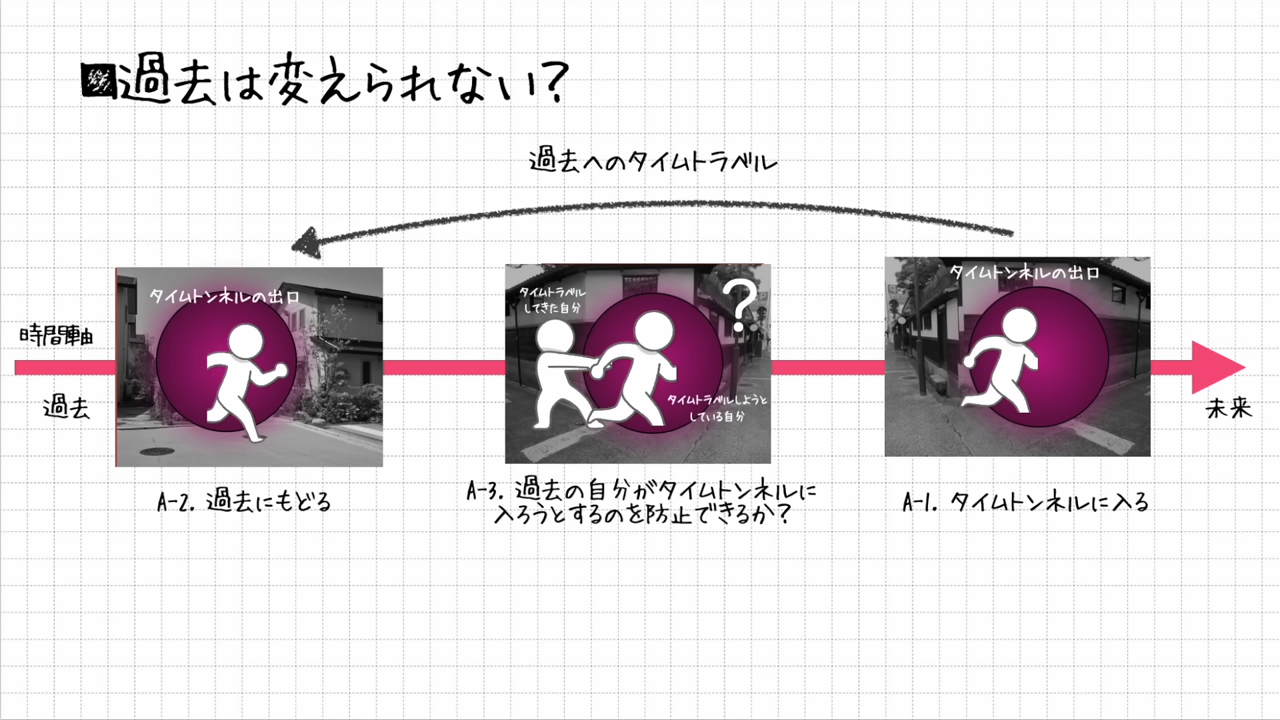 ■過去は変えられない?
過去へのタイムトラベル
タイムトンネルの出口
タイムトラベル
してきた自分
タイムトンネルの出口
時間軸
過去
タイムトラベルしようと
している自分
未来
A-2. 過去にもどる
A-3. 過去の自分がタイムトンネルに
入ろうとするのを防止できるか?
A-1. タイムトンネルに入る